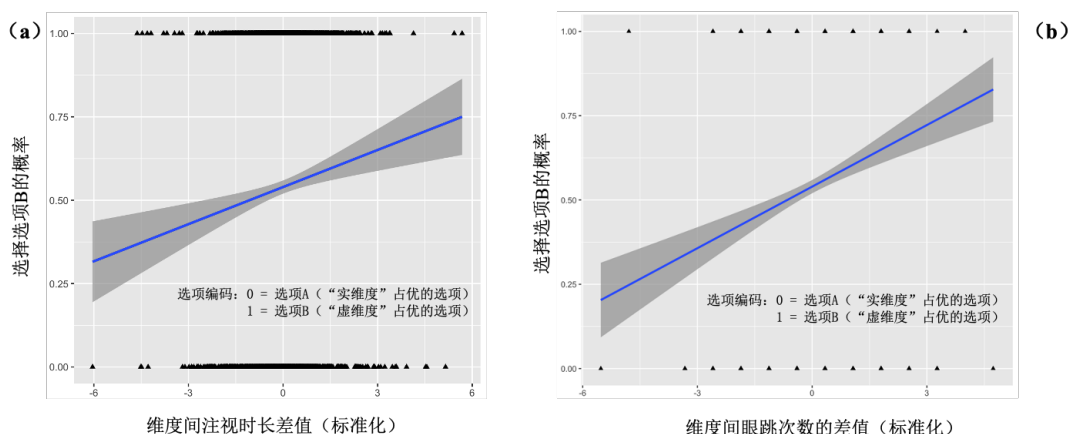 （a）
1.00
0.75
0.50
0.25
0.00
选择选项B的概率
选项编码：0 = 选项A（“实维度”占优的选项）
1 = 选项B（“虚维度”占优的选项）
-6 -3 0 3 6
维度间注视时长差值（标准化）
（b）
1.00
0.75
0.50
0.25
0.00
选择选项B的概率
选项编码：0 = 选项A（“实维度”占优的选项）
1 = 选项B（“虚维度”占优的选项）
-6 -3 0 3
维度间眼跳次数的差值（标准化）